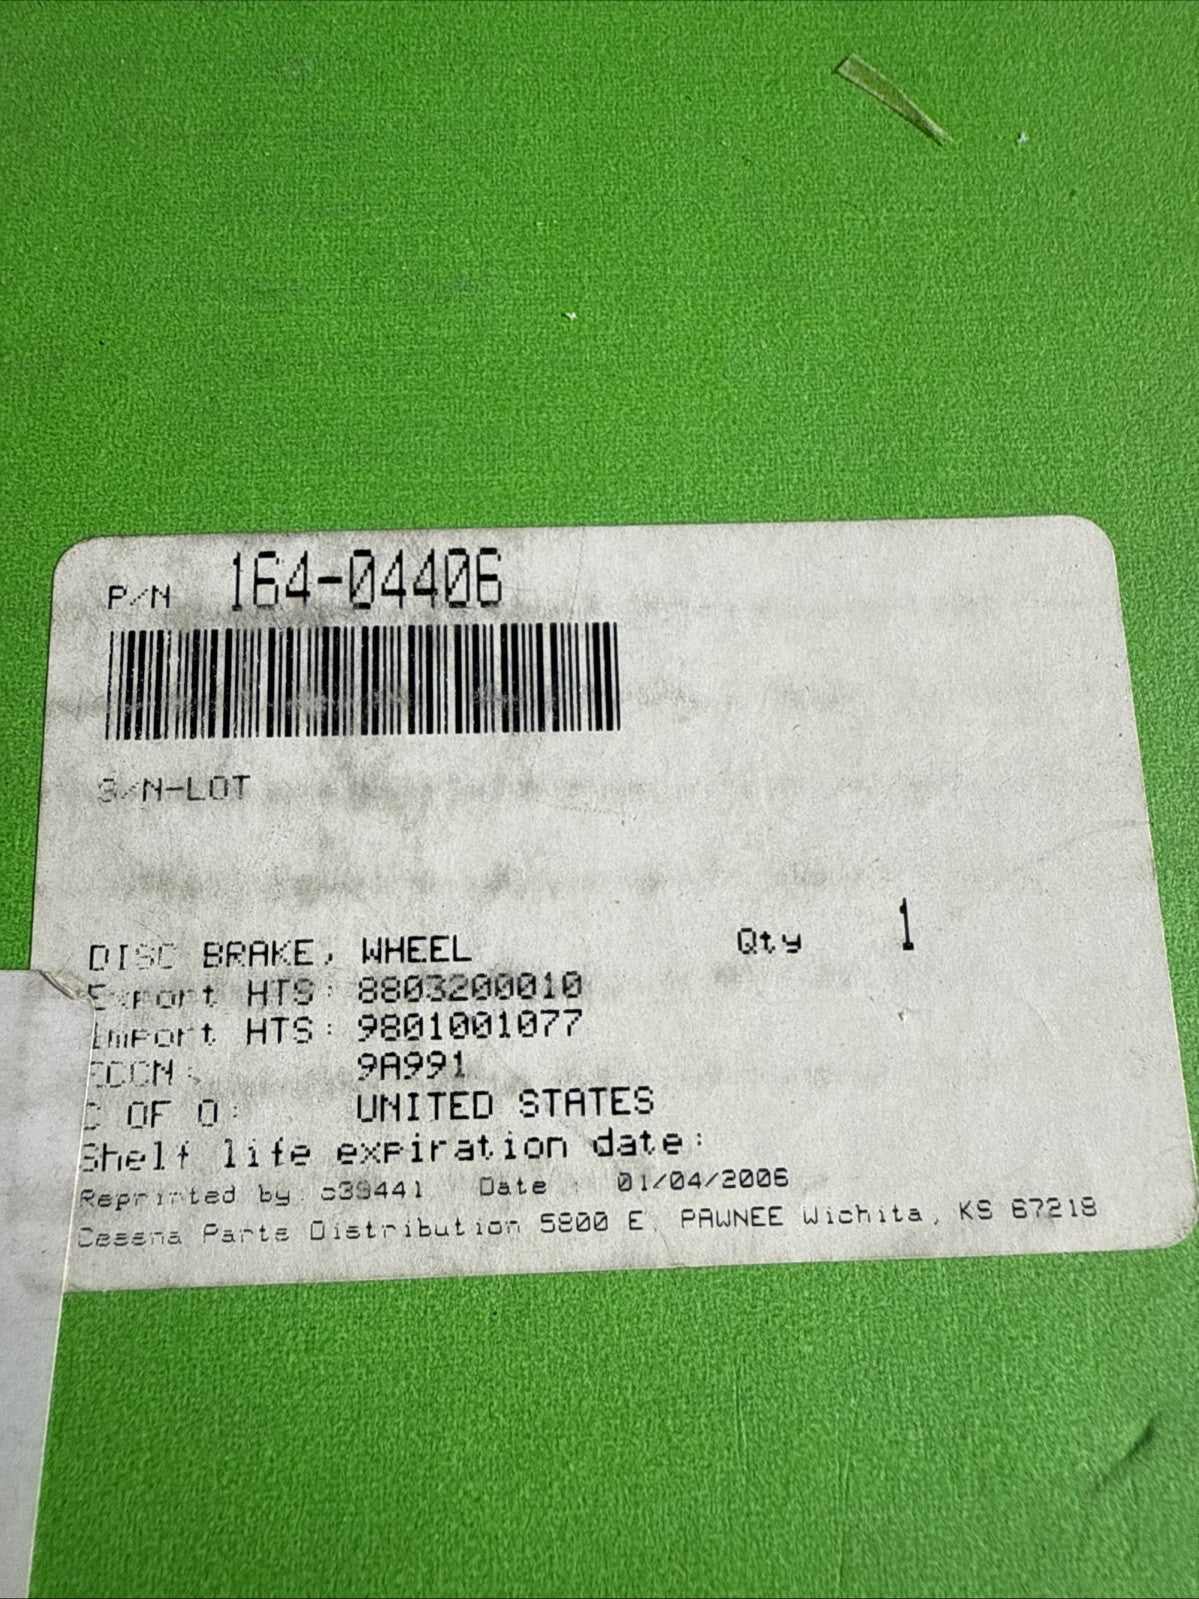 P/N 164-04406
S/N-LOT
DISC BRAKE, WHEEL Qty 1
Export HTS: 8803200010
Import HTS: 9801001077
ECCN: 9A991
C OF O: UNITED STATES
Shelf life expiration date:
Reprinted by: c39441 Date : 01/04/2006
Cessna Parts Distribution 5800 E. PAWNEE Wichita, KS 67218